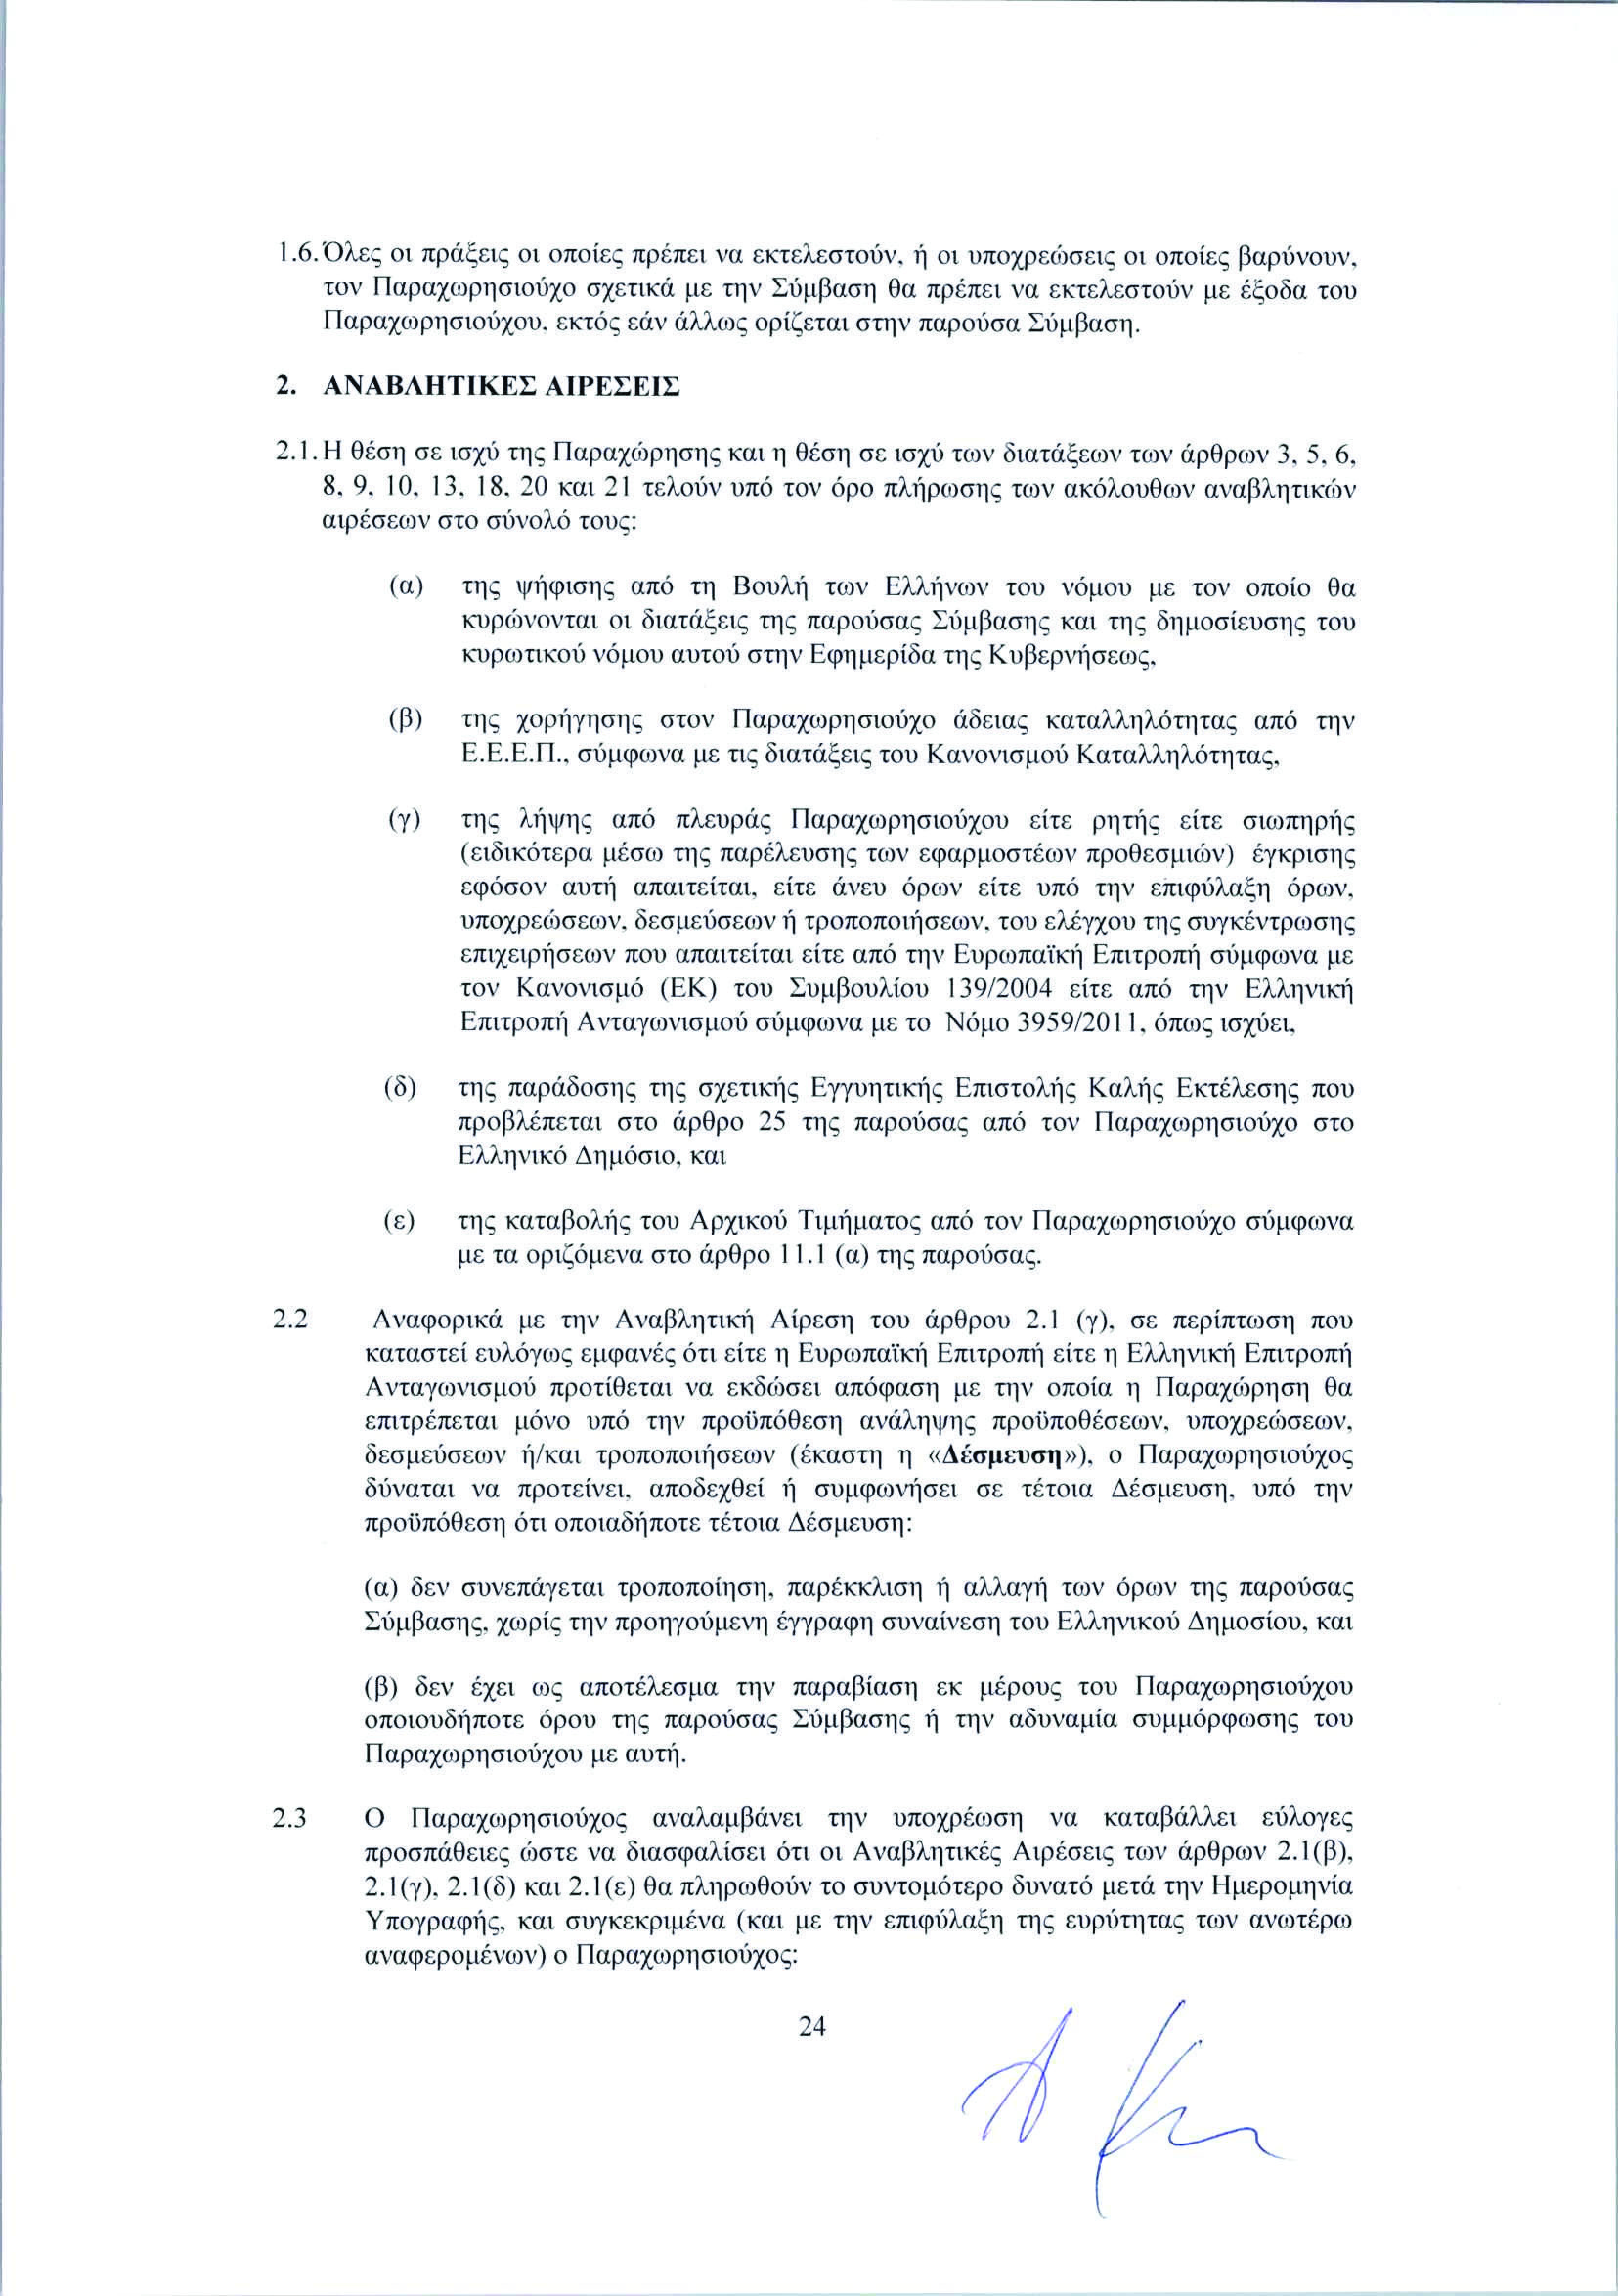 1.6. Όλες οι πράξεις οι οποίες πρέπει να εκτελεστούν, ή οι υποχρεώσεις οι οποίες βαρύνουν,
τον Παραχωρησιούχο σχετικά με την Σύμβαση θα πρέπει να εκτελεστούν με έξοδα του
Παραχωρησιούχου, εκτός εάν άλλως ορίζεται στην παρούσα Σύμβαση.
2. ΑΝΑΒΛΗΤΙΚΕΣ ΑΙΡΕΣΕΙΣ
2.1. Η θέση σε ισχύ της Παραχώρησης και η θέση σε ισχύ των διατάξεων των άρθρων 3, 5, 6,
8, 9, 10, 13, 18, 20 και 21 τελούν υπό τον όρο πλήρωσης των ακόλουθων αναβλητικών
αιρέσεων στο σύνολό τους:
(α) της ψήφισης από τη Βουλή των Ελλήνων του νόμου με τον οποίο θα
κυρώνονται οι διατάξεις της παρούσας Σύμβασης και της δημοσίευσης του
κυρωτικού νόμου αυτού στην Εφημερίδα της Κυβερνήσεως,
(β) της χορήγησης στον Παραχωρησιούχο άδειας καταλληλότητας από την
Ε.Ε.Ε.Π., σύμφωνα με τις διατάξεις του Κανονισμού Καταλληλότητας,
(γ) της λήψης από πλευράς Παραχωρησιούχου είτε ρητής είτε σιωπηρής
(ειδικότερα μέσω της παρέλευσης των εφαρμοστέων προθεσμιών) έγκρισης
εφόσον αυτή απαιτείται, είτε άνευ όρων είτε υπό την επιφύλαξη όρων,
υποχρεώσεων, δεσμεύσεων ή τροποποιήσεων, του ελέγχου της συγκέντρωσης
επιχειρήσεων που απαιτείται είτε από την Ευρωπαϊκή Επιτροπή σύμφωνα με
τον Κανονισμό (ΕΚ) του Συμβουλίου 139/2004 είτε από την Ελληνική
Επιτροπή Ανταγωνισμού σύμφωνα με το Νόμο 3959/2011, όπως ισχύει,
(δ) της παράδοσης της σχετικής Εγγυητικής Επιστολής Καλής Εκτέλεσης που
προβλέπεται στο άρθρο 25 της παρούσας από τον Παραχωρησιούχο στο
Ελληνικό Δημόσιο, και
(ε) της καταβολής του Αρχικού Τιμήματος από τον Παραχωρησιούχο σύμφωνα
με τα οριζόμενα στο άρθρο 11.1 (α) της παρούσας.
2.2 Αναφορικά με την Αναβλητική Αίρεση του άρθρου 2.1 (γ), σε περίπτωση που
καταστεί ευλόγως εμφανές ότι είτε η Ευρωπαϊκή Επιτροπή είτε η Ελληνική Επιτροπή
Ανταγωνισμού προτίθεται να εκδώσει απόφαση με την οποία η Παραχώρηση θα
επιτρέπεται μόνο υπό την προϋπόθεση ανάληψης προϋποθέσεων, υποχρεώσεων,
δεσμεύσεων ή/και τροποποιήσεων (έκαστη η «Δέσμευση»), ο Παραχωρησιούχος
δύναται να προτείνει, αποδεχθεί ή συμφωνήσει σε τέτοια Δέσμευση, υπό την
προϋπόθεση ότι οποιαδήποτε τέτοια Δέσμευση:
(α) δεν συνεπάγεται τροποποίηση, παρέκκλιση ή αλλαγή των όρων της παρούσας
Σύμβασης, χωρίς την προηγούμενη έγγραφη συναίνεση του Ελληνικού Δημοσίου, και
(β) δεν έχει ως αποτέλεσμα την παραβίαση εκ μέρους του Παραχωρησιούχου
οποιουδήποτε όρου της παρούσας Σύμβασης ή την αδυναμία συμμόρφωσης του
Παραχωρησιούχου με αυτή.
2.3 Ο Παραχωρησιούχος αναλαμβάνει την υποχρέωση να καταβάλλει εύλογες
προσπάθειες ώστε να διασφαλίσει ότι οι Αναβλητικές Αιρέσεις των άρθρων 2.1(β),
2.1(γ), 2.1(δ) και 2.1(ε) θα πληρωθούν το συντομότερο δυνατό μετά την Ημερομηνία
Υπογραφής, και συγκεκριμένα (και με την επιφύλαξη της ευρύτητας των ανωτέρω
αναφερομένων) ο Παραχωρησιούχος:
24